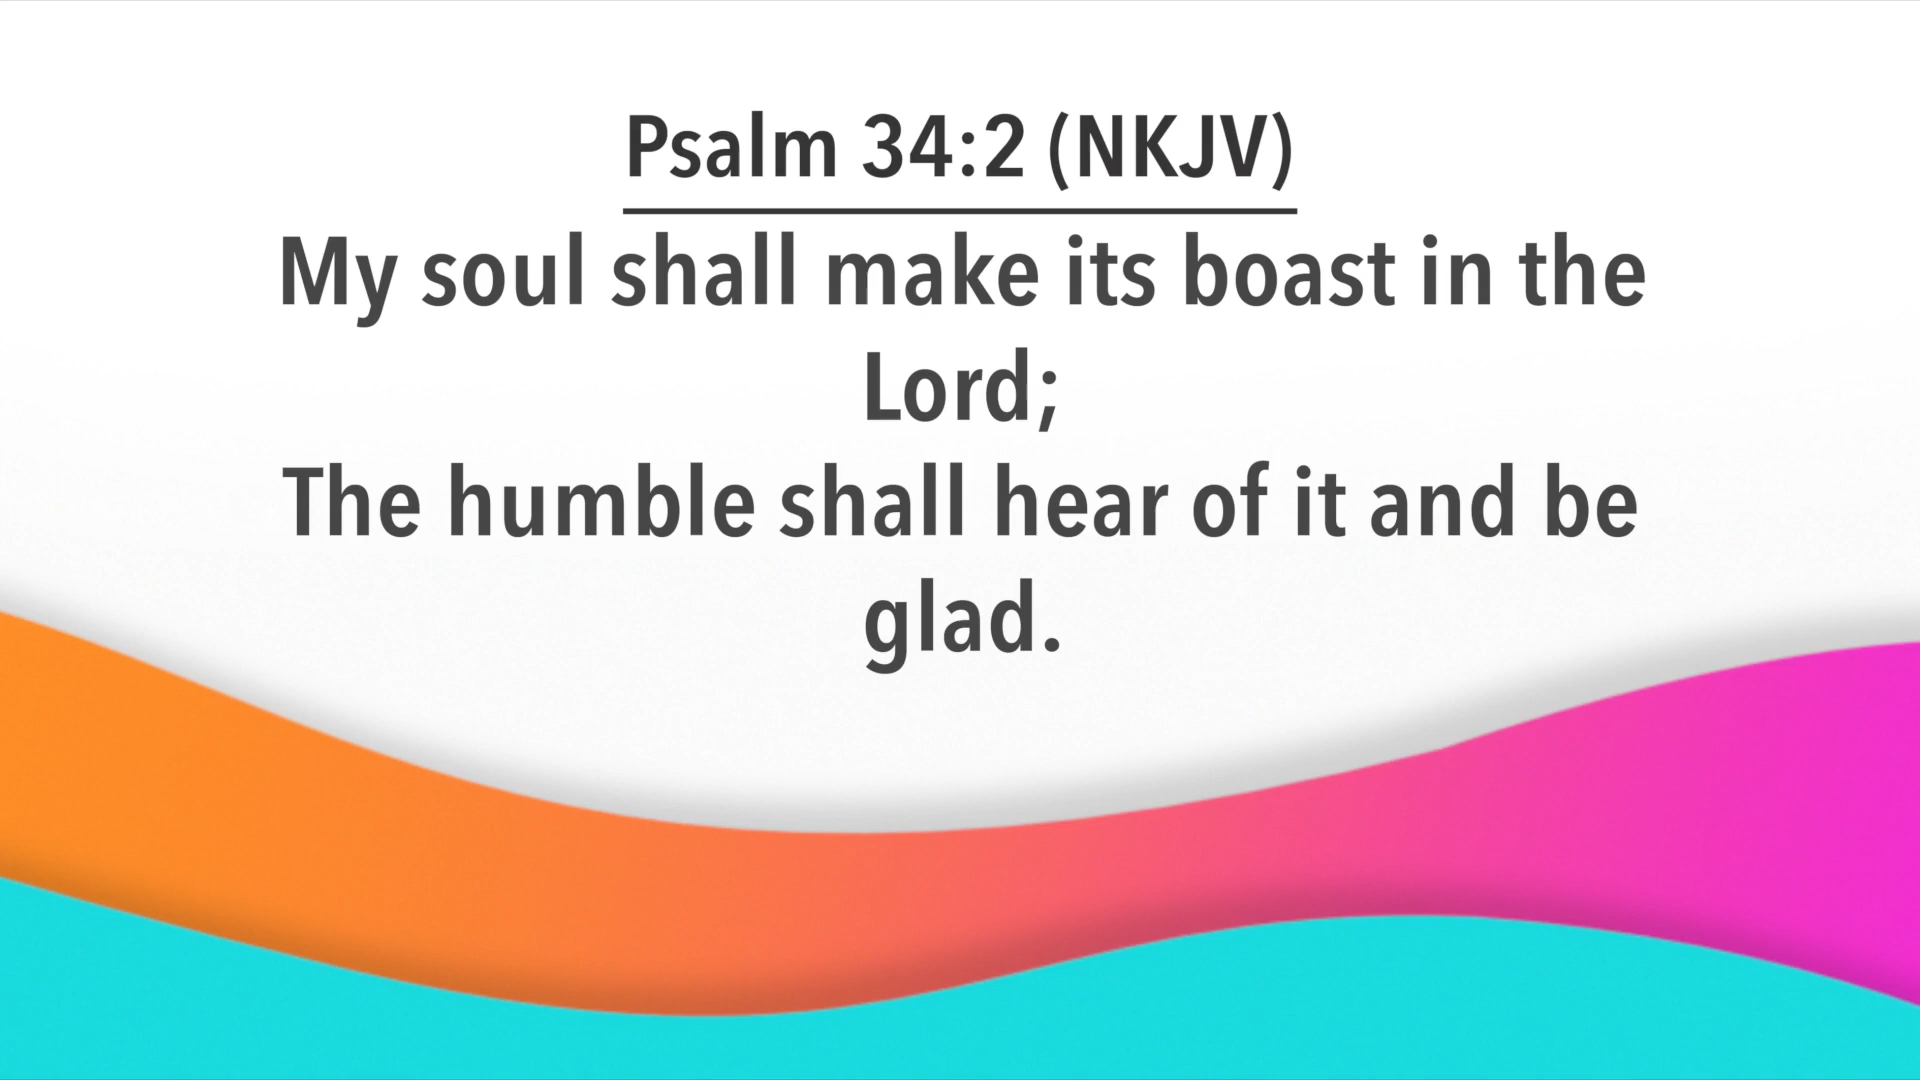 Psalm 34:2 (NKJV)
My soul shall make its boast in the
Lord;
The humble shall hear of it and be
glad.